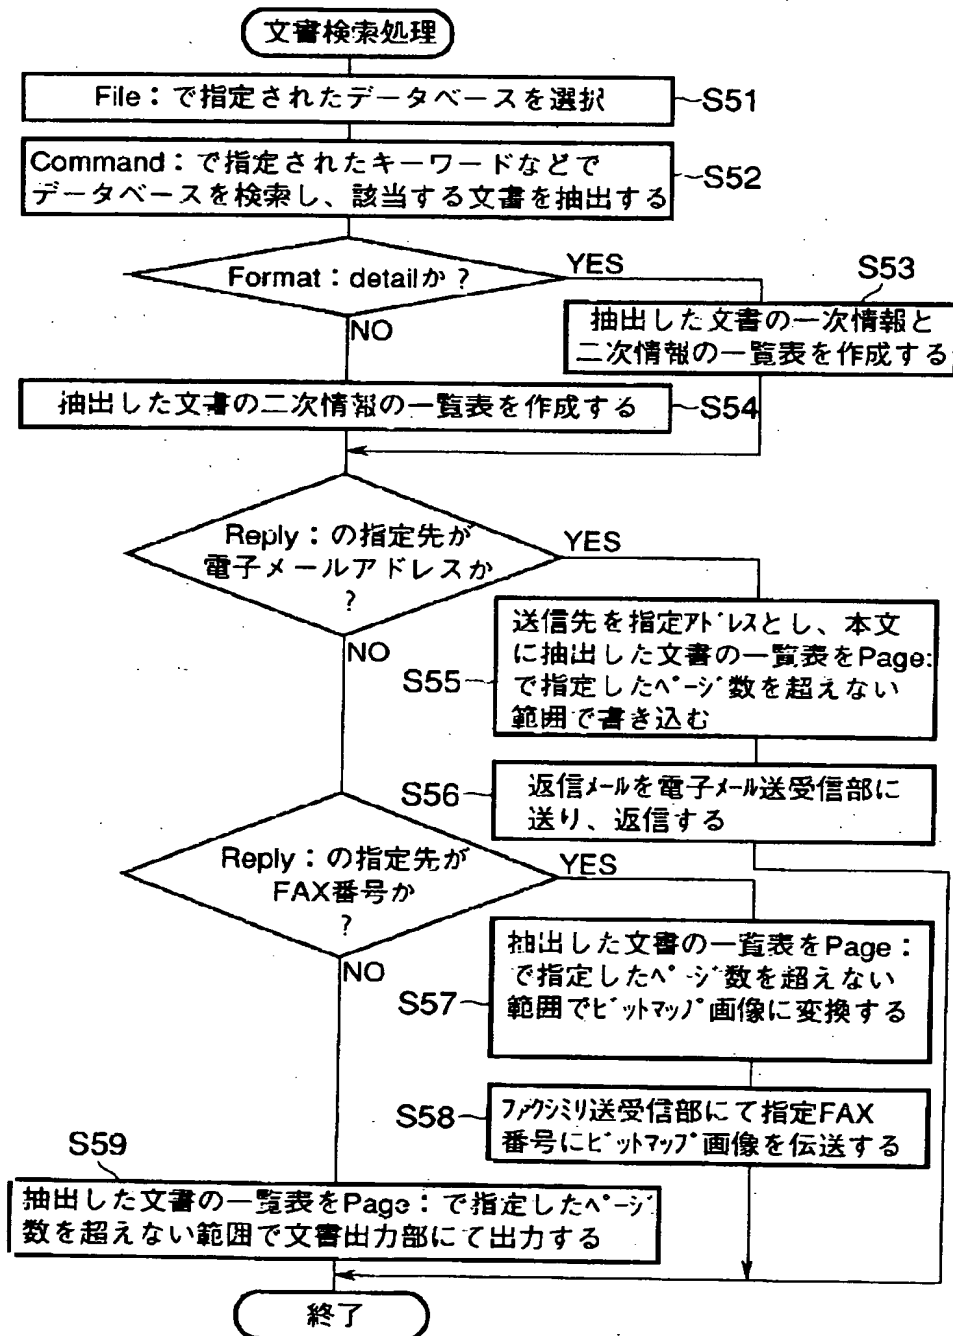 文書検索処理
File：で指定されたデータベースを選択
S51
Command：で指定されたキーワードなどで
データベースを検索し、該当する文書を抽出する
S52
Format：detailか？
YES
NO
S53
抽出した文書の一次情報と
二次情報の一覧表を作成する
抽出した文書の二次情報の一覧表を作成する
S54
Reply：の指定先が
電子メールアドレスか
？
YES
NO
S55
送信先を指定ｱﾄﾞﾚｽとし、本文
に抽出した文書の一覧表をPage:
で指定したﾍﾟｰｼﾞ数を超えない
範囲で書き込む
S56
返信ﾒｰﾙを電子ﾒｰﾙ送受信部に
送り、返信する
Reply：の指定先が
FAX番号か
？
YES
NO
S57
抽出した文書の一覧表をPage：
で指定したﾍﾟｰｼﾞ数を超えない
範囲でﾋﾞｯﾄﾏｯﾌﾟ画像に変換する
S58
ﾌｧｸｼﾐﾘ送受信部にて指定FAX
番号にﾋﾞｯﾄﾏｯﾌﾟ画像を伝送する
S59
抽出した文書の一覧表をPage：で指定したﾍﾟｰｼﾞ
数を超えない範囲で文書出力部にて出力する
終了